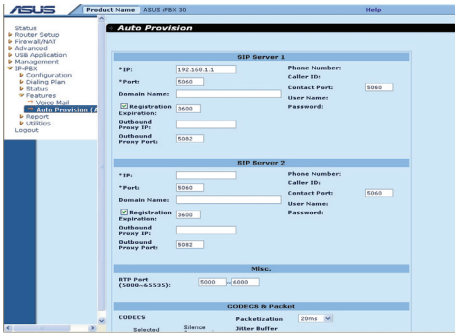 ASUS
Product Name ASUS iPBX 30
Help
Status
Router Setup
Firewall/NAT
Advanced
USB Application
Management
IP-PBX
Configuration
Dialing Plan
Status
Features
Voice Mail
Auto Provision (A
Report
Utilities
Logout
Auto Provision
SIP Server 1
*IP: 192.168.1.1 Phone Number:
Caller ID:
*Port: 5060 Contact Port: 5060
Domain Name: User Name:
Registration Expiration: 3600 Password:
Outbound Proxy IP:
Outbound Proxy Port: 5082
SIP Server 2
*IP: Phone Number:
Caller ID:
*Port: 5060 Contact Port: 5060
Domain Name: User Name:
Registration Expiration: 3600 Password:
Outbound Proxy IP:
Outbound Proxy Port: 5082
Misc.
RTP Port (5000~65535): 5000 - 6000
CODECS & Packet
CODECS Packetization 20ms
Selected Silence Jitter Buffer